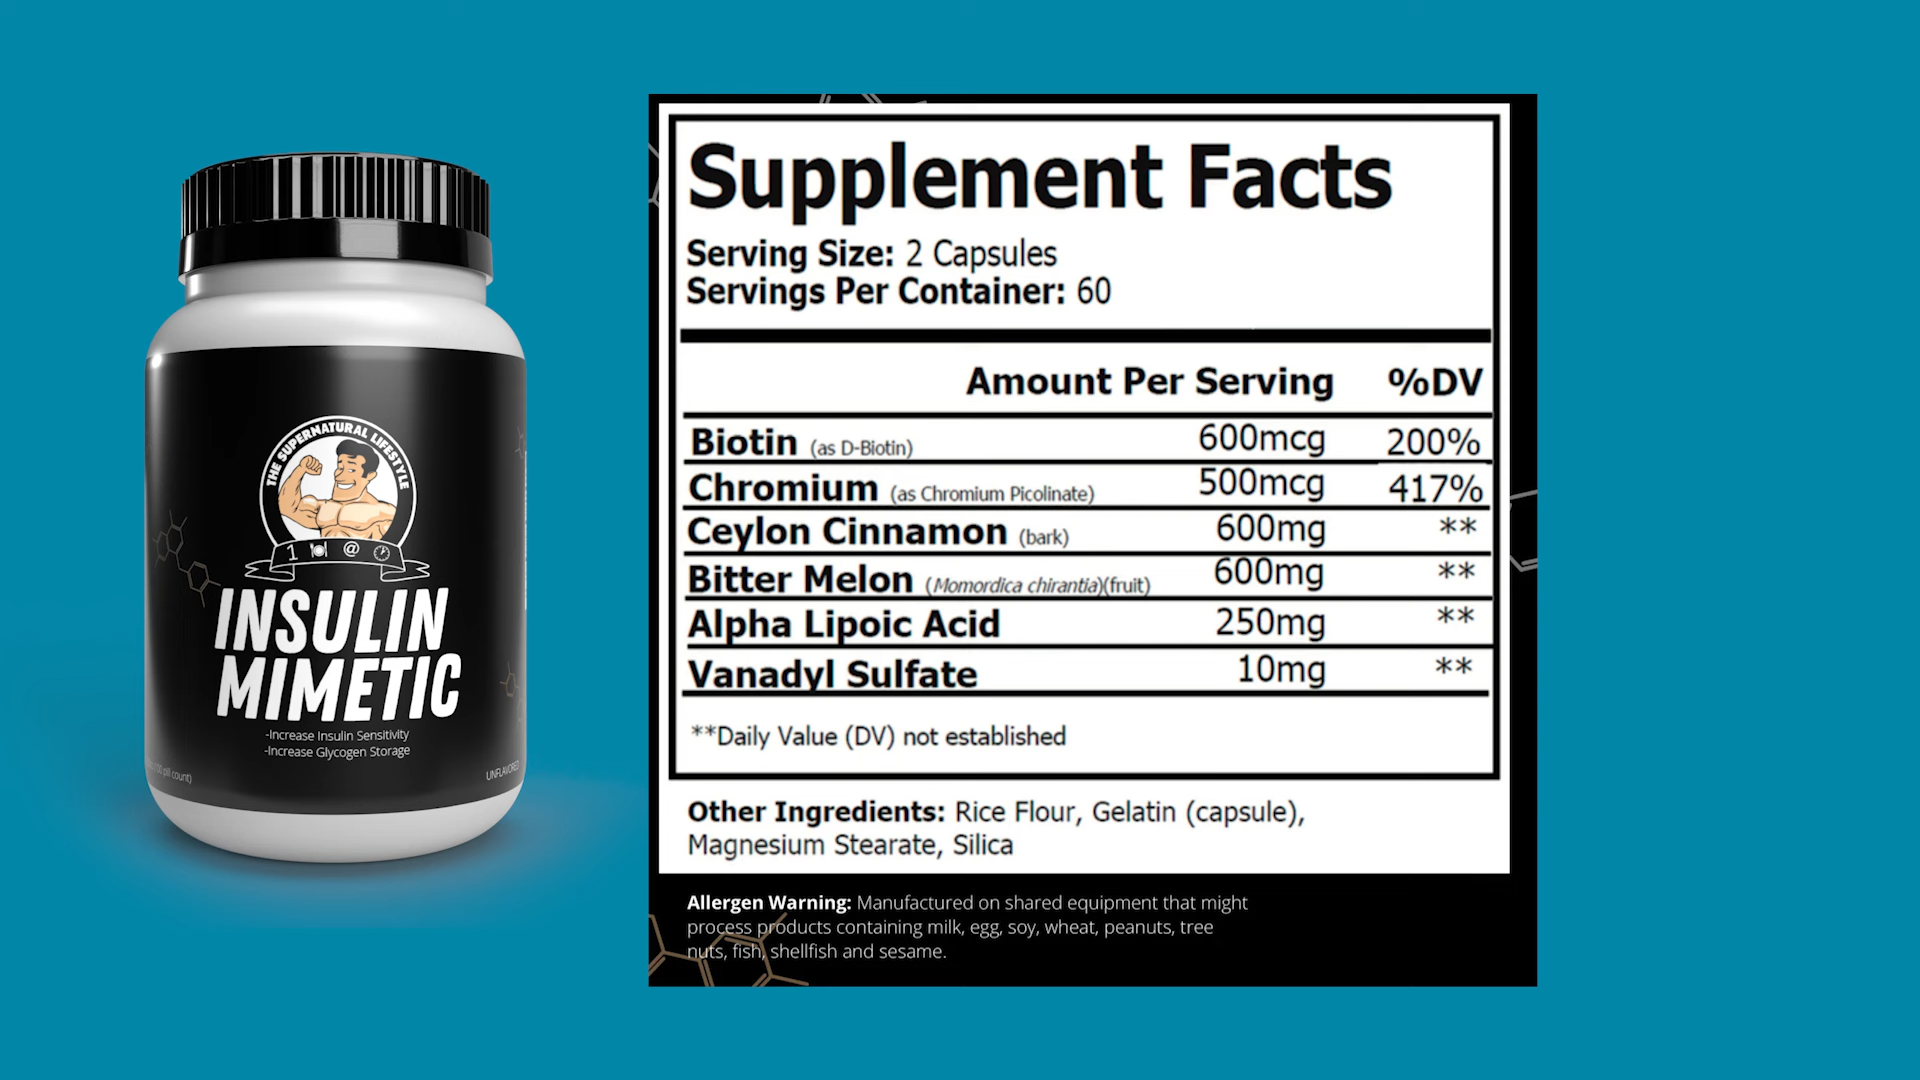 THE SUPERNATURAL LIFESTYLE
1 @
INSULIN
MIMETIC
-Increase Insulin Sensitivity
-Increase Glycogen Storage
pill count)
UNFLAVORED
Supplement Facts
Serving Size: 2 Capsules
Servings Per Container: 60
Amount Per Serving %DV
Biotin (as D-Biotin) 600mcg 200%
Chromium (as Chromium Picolinate) 500mcg 417%
Ceylon Cinnamon (bark) 600mg **
Bitter Melon (Momordica chirantia)(fruit) 600mg **
Alpha Lipoic Acid 250mg **
Vanadyl Sulfate 10mg **
**Daily Value (DV) not established
Other Ingredients: Rice Flour, Gelatin (capsule),
Magnesium Stearate, Silica
Allergen Warning: Manufactured on shared equipment that might
process products containing milk, egg, soy, wheat, peanuts, tree
nuts, fish, shellfish and sesame.